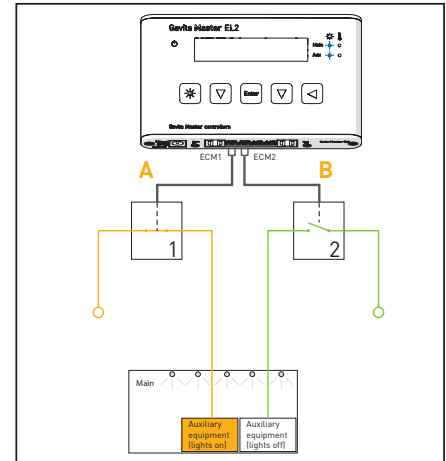 Gavita Master EL2
Main
Aux
Enter
Gavita Master controllers
ECM1
ECM2
A
B
1
2
Main
Auxiliary
equipment
(lights on)
Auxiliary
equipment
(lights off)